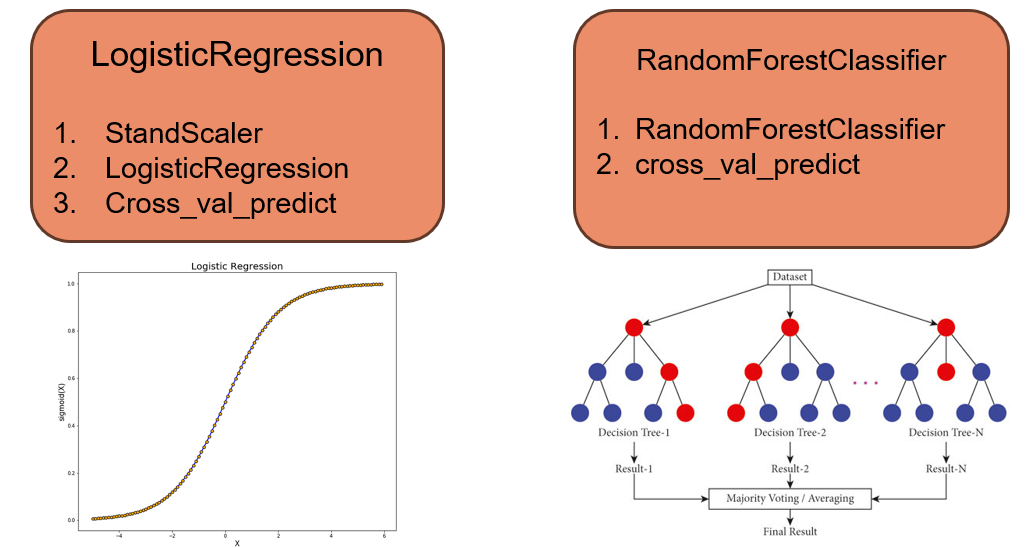 LogisticRegression
1. StandScaler
2. LogisticRegression
3. Cross_val_predict
RandomForestClassifier
1. RandomForestClassifier
2. cross_val_predict
Logistic Regression
1.0
0.8
0.6
0.4
0.2
0.0
sigmoid(X)
−4 −2 0 2 4 6
X
Dataset
Decision Tree-1 Decision Tree-2 Decision Tree-N
Result-1 Result-2 Result-N
Majority Voting / Averaging
Final Result